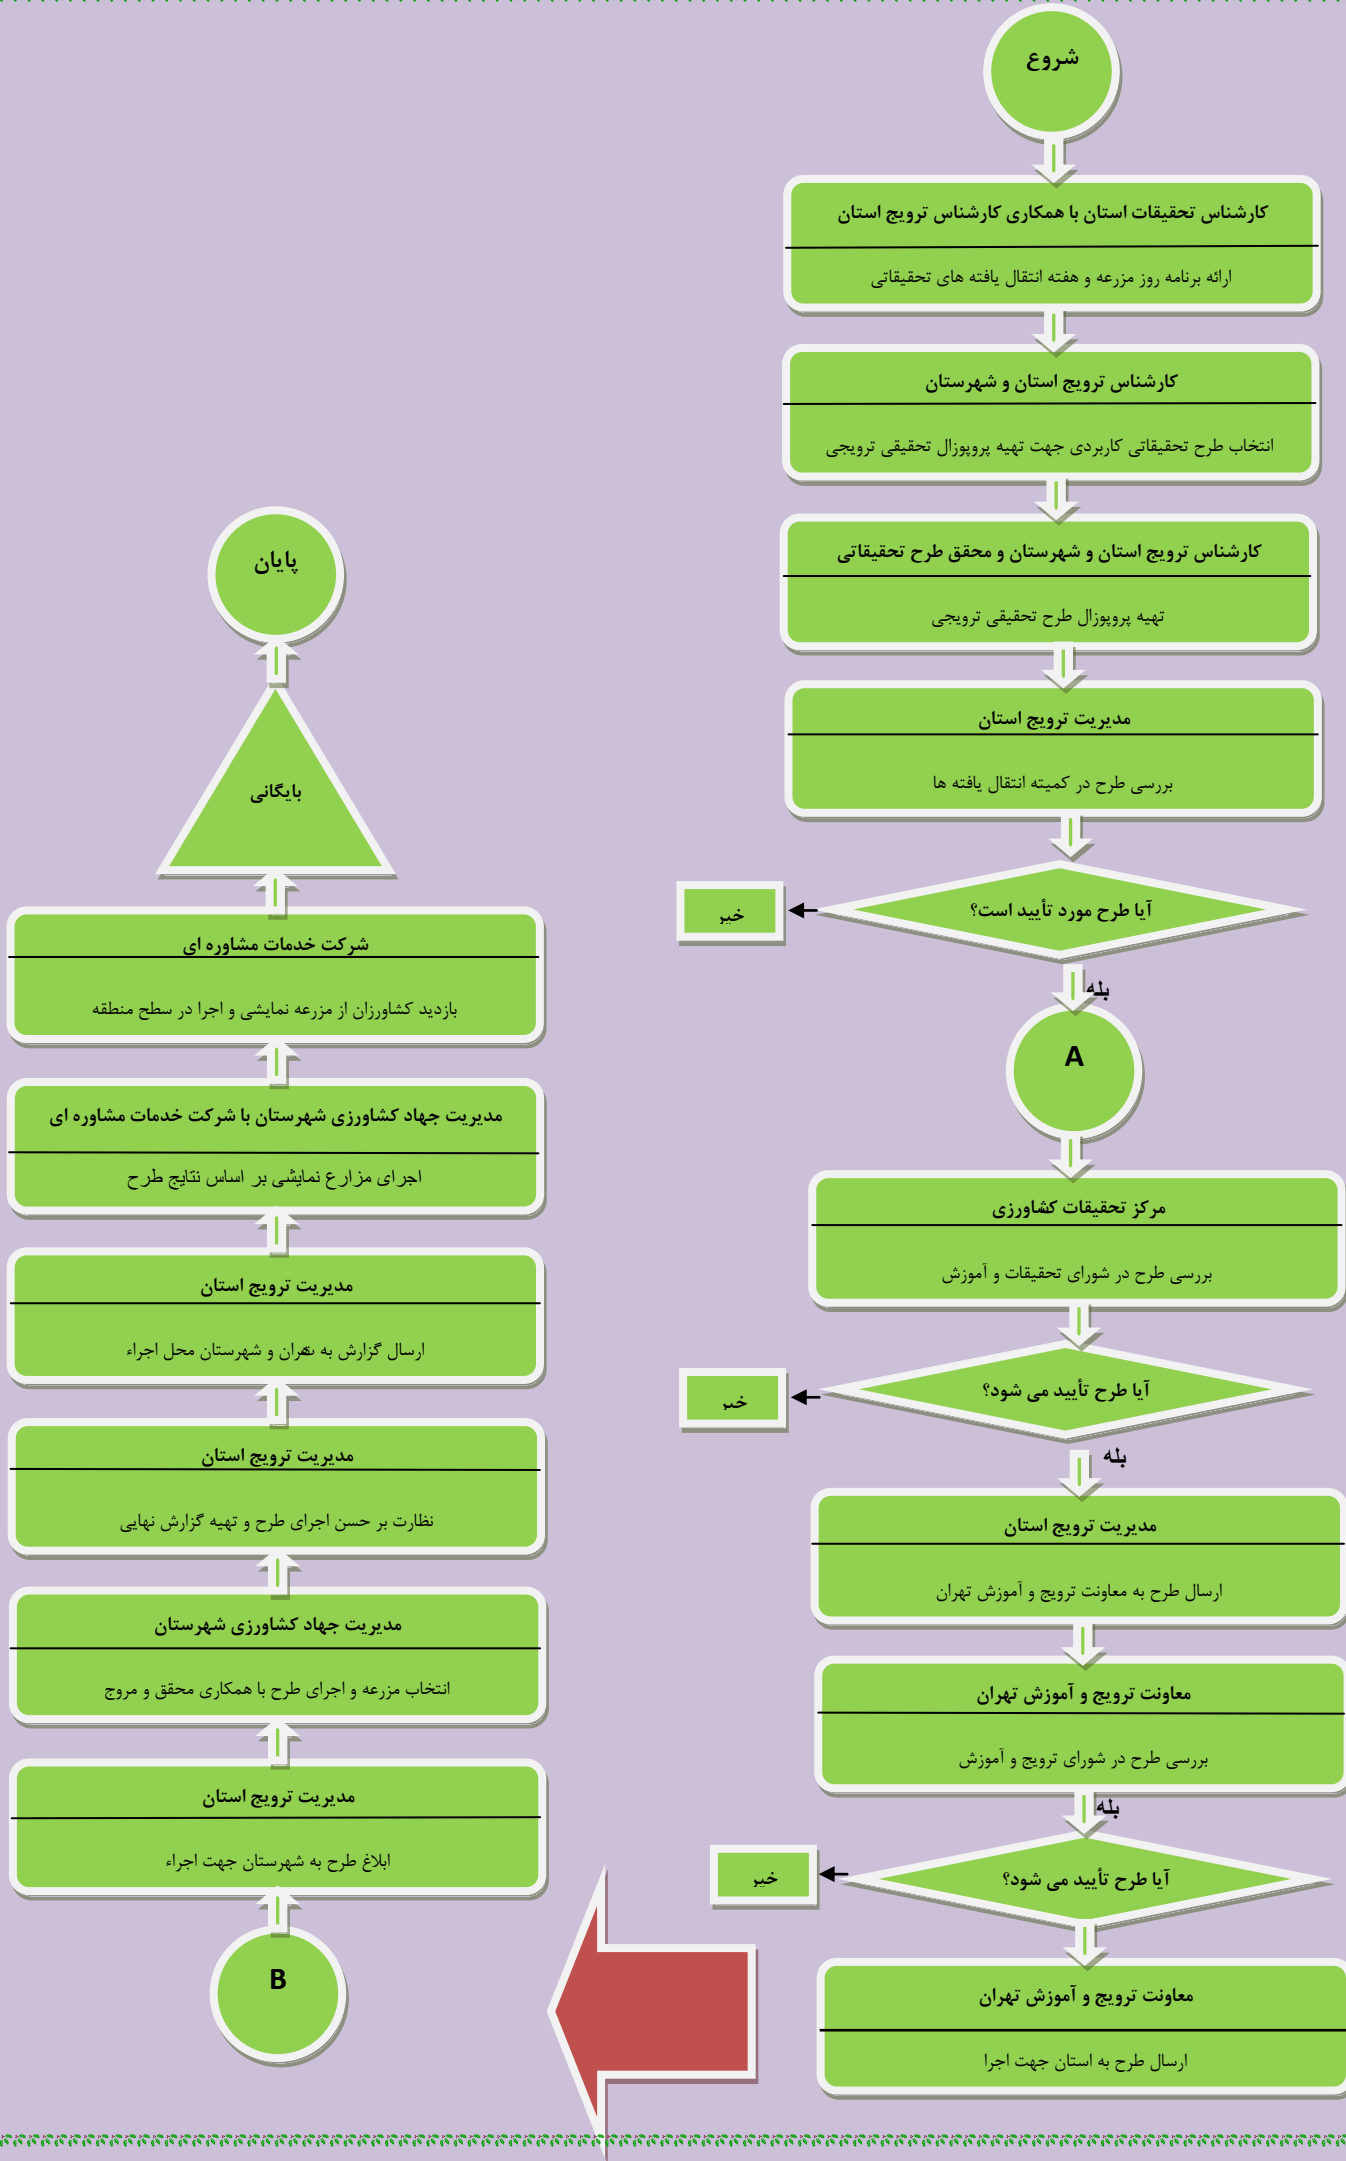 شروع
کارشناس تحقیقات استان با همکاری کارشناس ترویج استان
ارائه برنامه روز مزرعه و هفته انتقال یافته های تحقیقاتی
کارشناس ترویج استان و شهرستان
انتخاب طرح تحقیقاتی کاربردی جهت تهیه پروپوزال تحقیقی ترویجی
کارشناس ترویج استان و شهرستان و محقق طرح تحقیقاتی
تهیه پروپوزال طرح تحقیقی ترویجی
مدیریت ترویج استان
بررسی طرح در کمیته انتقال یافته ها
آیا طرح مورد تأیید است؟
خیر
بله
A
مرکز تحقیقات کشاورزی
بررسی طرح در شورای تحقیقات و آموزش
آیا طرح تأیید می شود؟
خیر
بله
مدیریت ترویج استان
ارسال طرح به معاونت ترویج و آموزش تهران
معاونت ترویج و آموزش تهران
بررسی طرح در شورای ترویج و آموزش
بله
آیا طرح تأیید می شود؟
خیر
معاونت ترویج و آموزش تهران
ارسال طرح به استان جهت اجرا
B
مدیریت ترویج استان
ابلاغ طرح به شهرستان جهت اجراء
مدیریت جهاد کشاورزی شهرستان
انتخاب مزرعه و اجرای طرح با همکاری محقق و مروج
مدیریت ترویج استان
نظارت بر حسن اجرای طرح و تهیه گزارش نهایی
مدیریت ترویج استان
ارسال گزارش به تهران و شهرستان محل اجراء
مدیریت جهاد کشاورزی شهرستان با شرکت خدمات مشاوره ای
اجرای مزارع نمایشی بر اساس نتایج طرح
شرکت خدمات مشاوره ای
بازدید کشاورزان از مزرعه نمایشی و اجرا در سطح منطقه
بایگانی
پایان